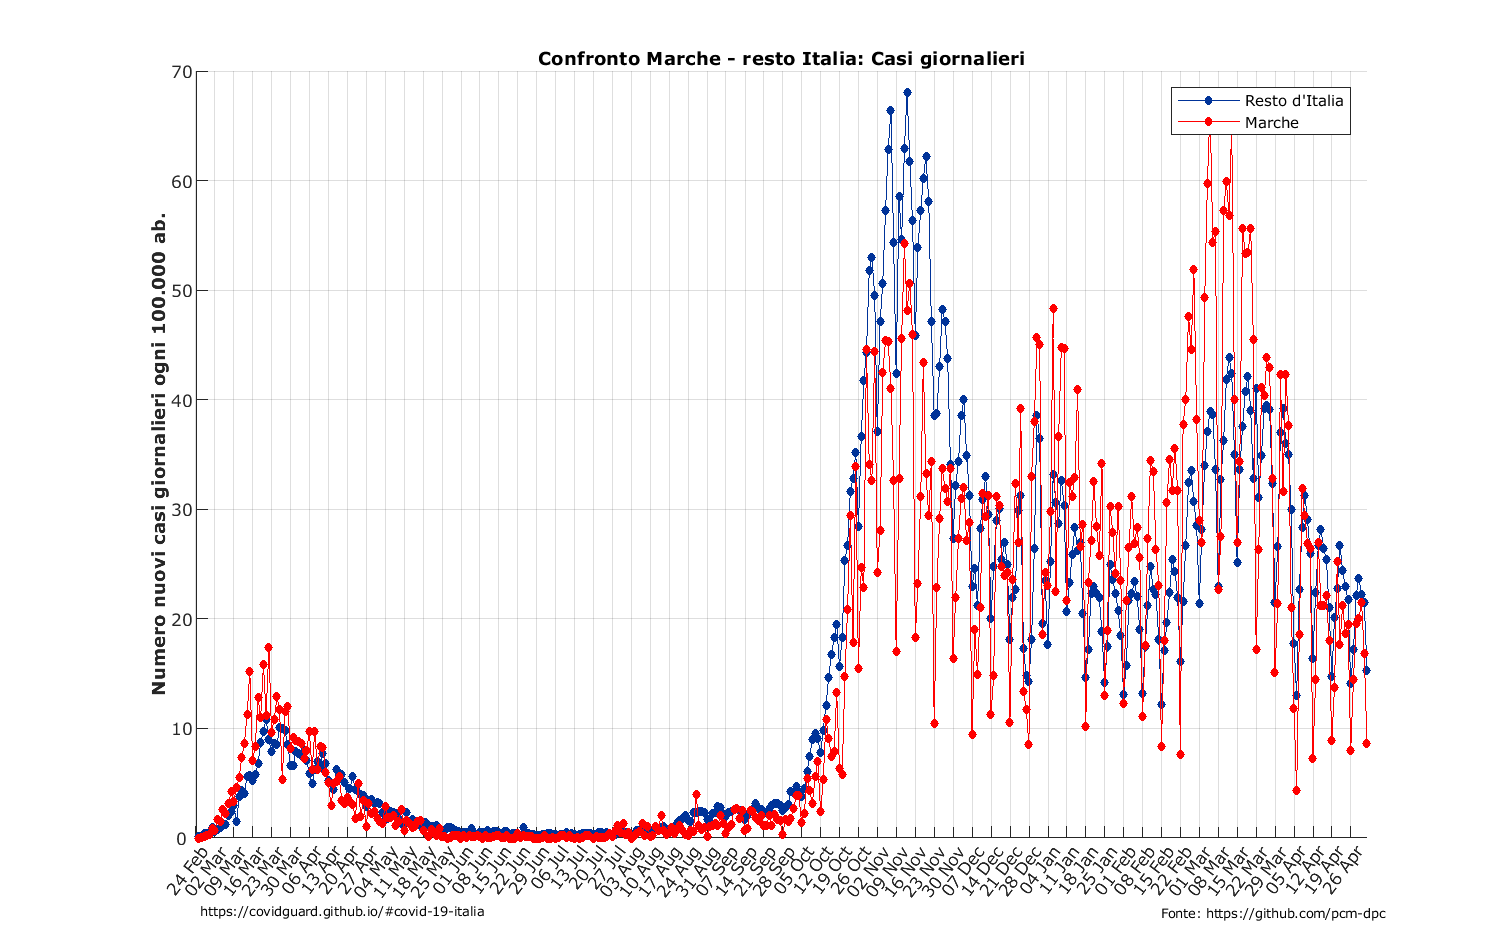 Confronto Marche - resto Italia: Casi giornalieri
Resto d'Italia
Marche
Numero nuovi casi giornalieri ogni 100.000 ab.
70
60
50
40
30
20
10
0
24 Feb
02 Mar
09 Mar
16 Mar
23 Mar
30 Mar
06 Apr
13 Apr
20 Apr
27 Apr
04 May
11 May
18 May
25 May
01 Jun
08 Jun
15 Jun
22 Jun
29 Jun
06 Jul
13 Jul
20 Jul
27 Jul
03 Aug
10 Aug
17 Aug
24 Aug
31 Aug
07 Sep
14 Sep
21 Sep
28 Sep
05 Oct
12 Oct
19 Oct
26 Oct
02 Nov
09 Nov
16 Nov
23 Nov
30 Nov
07 Dec
14 Dec
21 Dec
28 Dec
04 Jan
11 Jan
18 Jan
25 Jan
01 Feb
08 Feb
15 Feb
22 Feb
01 Mar
08 Mar
15 Mar
22 Mar
29 Mar
05 Apr
12 Apr
19 Apr
26 Apr
https://covidguard.github.io/#covid-19-italia
Fonte: https://github.com/pcm-dpc